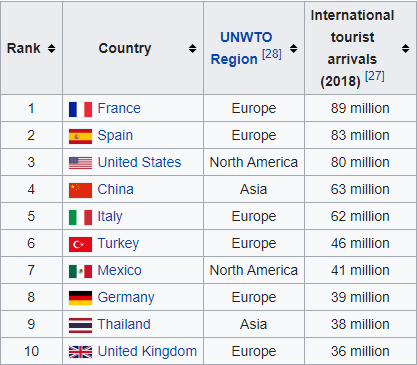 Rank Country UNWTO Region [28] International tourist arrivals (2018) [27]
1 France Europe 89 million
2 Spain Europe 83 million
3 United States North America 80 million
4 China Asia 63 million
5 Italy Europe 62 million
6 Turkey Europe 46 million
7 Mexico North America 41 million
8 Germany Europe 39 million
9 Thailand Asia 38 million
10 United Kingdom Europe 36 million